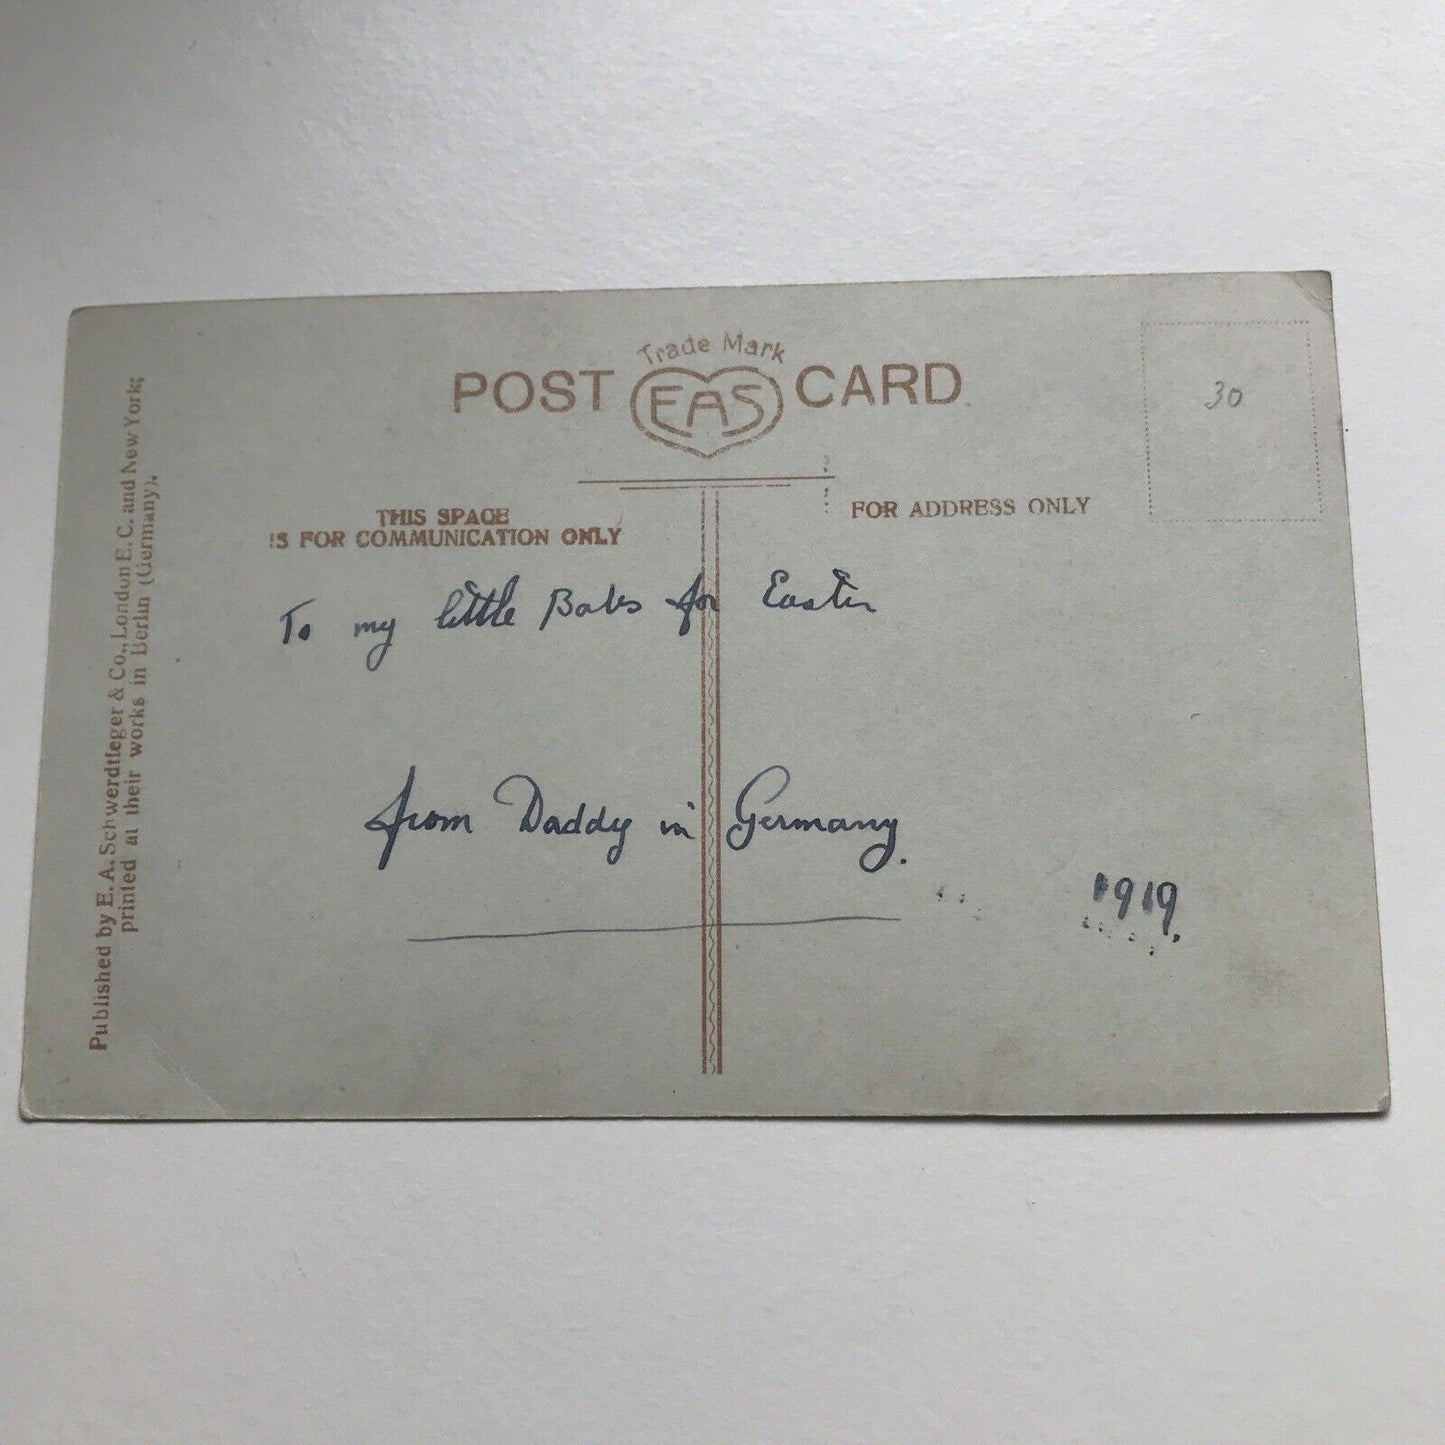 Trade Mark
POST EAS CARD
30
THIS SPACE
IS FOR COMMUNICATION ONLY
FOR ADDRESS ONLY
To my little Babs for Easter
from Daddy in Germany.
1919.
Published by E. A. Schwerdtfeger & Co., London E. C. and New York;
printed at their works in Berlin (Germany).